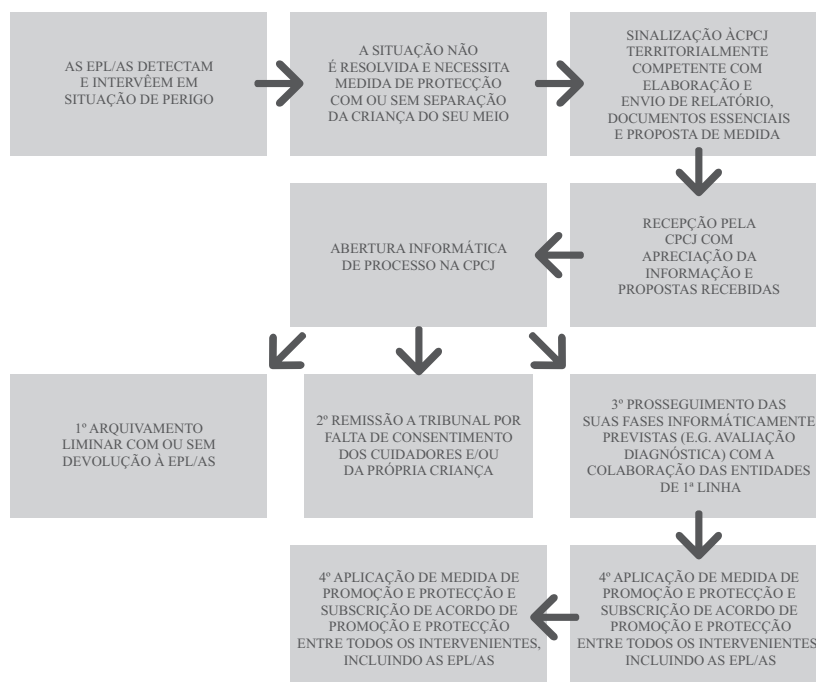 AS EPL/AS DETECTAM
E INTERVÊEM EM
SITUAÇÃO DE PERIGO
A SITUAÇÃO NÃO
É RESOLVIDA E NECESSITA
MEDIDA DE PROTECÇÃO
COM OU SEM SEPARAÇÃO
DA CRIANÇA DO SEU MEIO
SINALIZAÇÃO ÀCPCJ
TERRITORIALMENTE
COMPETENTE COM
ELABORAÇÃO E
ENVIO DE RELATÓRIO,
DOCUMENTOS ESSENCIAIS
E PROPOSTA DE MEDIDA
RECEPÇÃO PELA
CPCJ COM
APRECIAÇÃO DA
INFORMAÇÃO E
PROPOSTAS RECEBIDAS
ABERTURA INFORMÁTICA
DE PROCESSO NA CPCJ
1º ARQUIVAMENTO
LIMINAR COM OU SEM
DEVOLUÇÃO À EPL/AS
2º REMISSÃO A TRIBUNAL POR
FALTA DE CONSENTIMENTO
DOS CUIDADORES E/OU
DA PRÓPRIA CRIANÇA
3º PROSSEGUIMENTO DAS
SUAS FASES INFORMÁTICAMENTE
PREVISTAS (E.G. AVALIAÇÃO
DIAGNÓSTICA) COM A
COLABORAÇÃO DAS ENTIDADES
DE 1ª LINHA
4º APLICAÇÃO DE MEDIDA DE
PROMOÇÃO E PROTECÇÃO E
SUBSCRIÇÃO DE ACORDO DE
PROMOÇÃO E PROTECÇÃO
ENTRE TODOS OS INTERVENIENTES,
INCLUINDO AS EPL/AS
4º APLICAÇÃO DE MEDIDA DE
PROMOÇÃO E PROTECÇÃO E
SUBSCRIÇÃO DE ACORDO DE
PROMOÇÃO E PROTECÇÃO
ENTRE TODOS OS INTERVENIENTES,
INCLUINDO AS EPL/AS